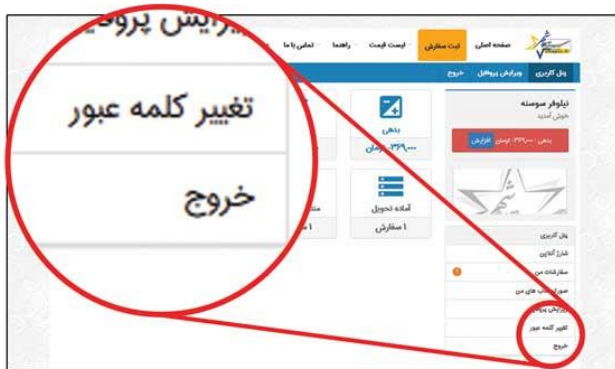 صفحه اصلی
ثبت سفارش
لیست قیمت
راهنما
تماس با ما
پنل کاربری
ویرایش پروفایل
خروج
نیلوفر سوسنه
خوش آمدید
افزایش
بدهی
تومان
آماده تحویل
۱ سفارش
پنل کاربری
شارژ آنلاین
سفارشات من
تغییر کلمه عبور
خروج
تغییر کلمه عبور
خروج